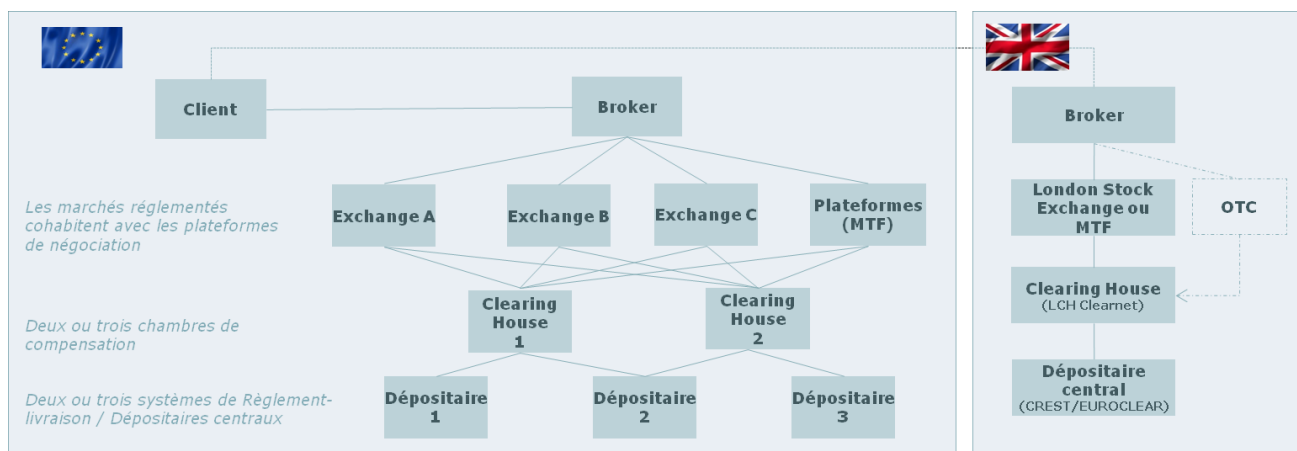 Client
Broker
Les marchés réglementés
cohabitent avec les plateformes
de négociation
Exchange A
Exchange B
Exchange C
Plateformes
(MTF)
Deux ou trois chambres de
compensation
Clearing
House
1
Clearing
House
2
Deux ou trois systèmes de Règlement-
livraison / Dépositaires centraux
Dépositaire
1
Dépositaire
2
Dépositaire
3
Broker
London Stock
Exchange ou
MTF
OTC
Clearing House
(LCH Clearnet)
Dépositaire
central
(CREST/EUROCLEAR)